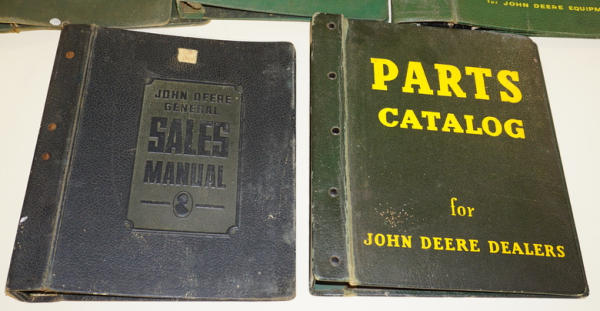 for JOHN DEERE EQUIPM
JOHN DEERE
GENERAL
SALES
MANUAL
PARTS
CATALOG
for
JOHN DEERE DEALERS